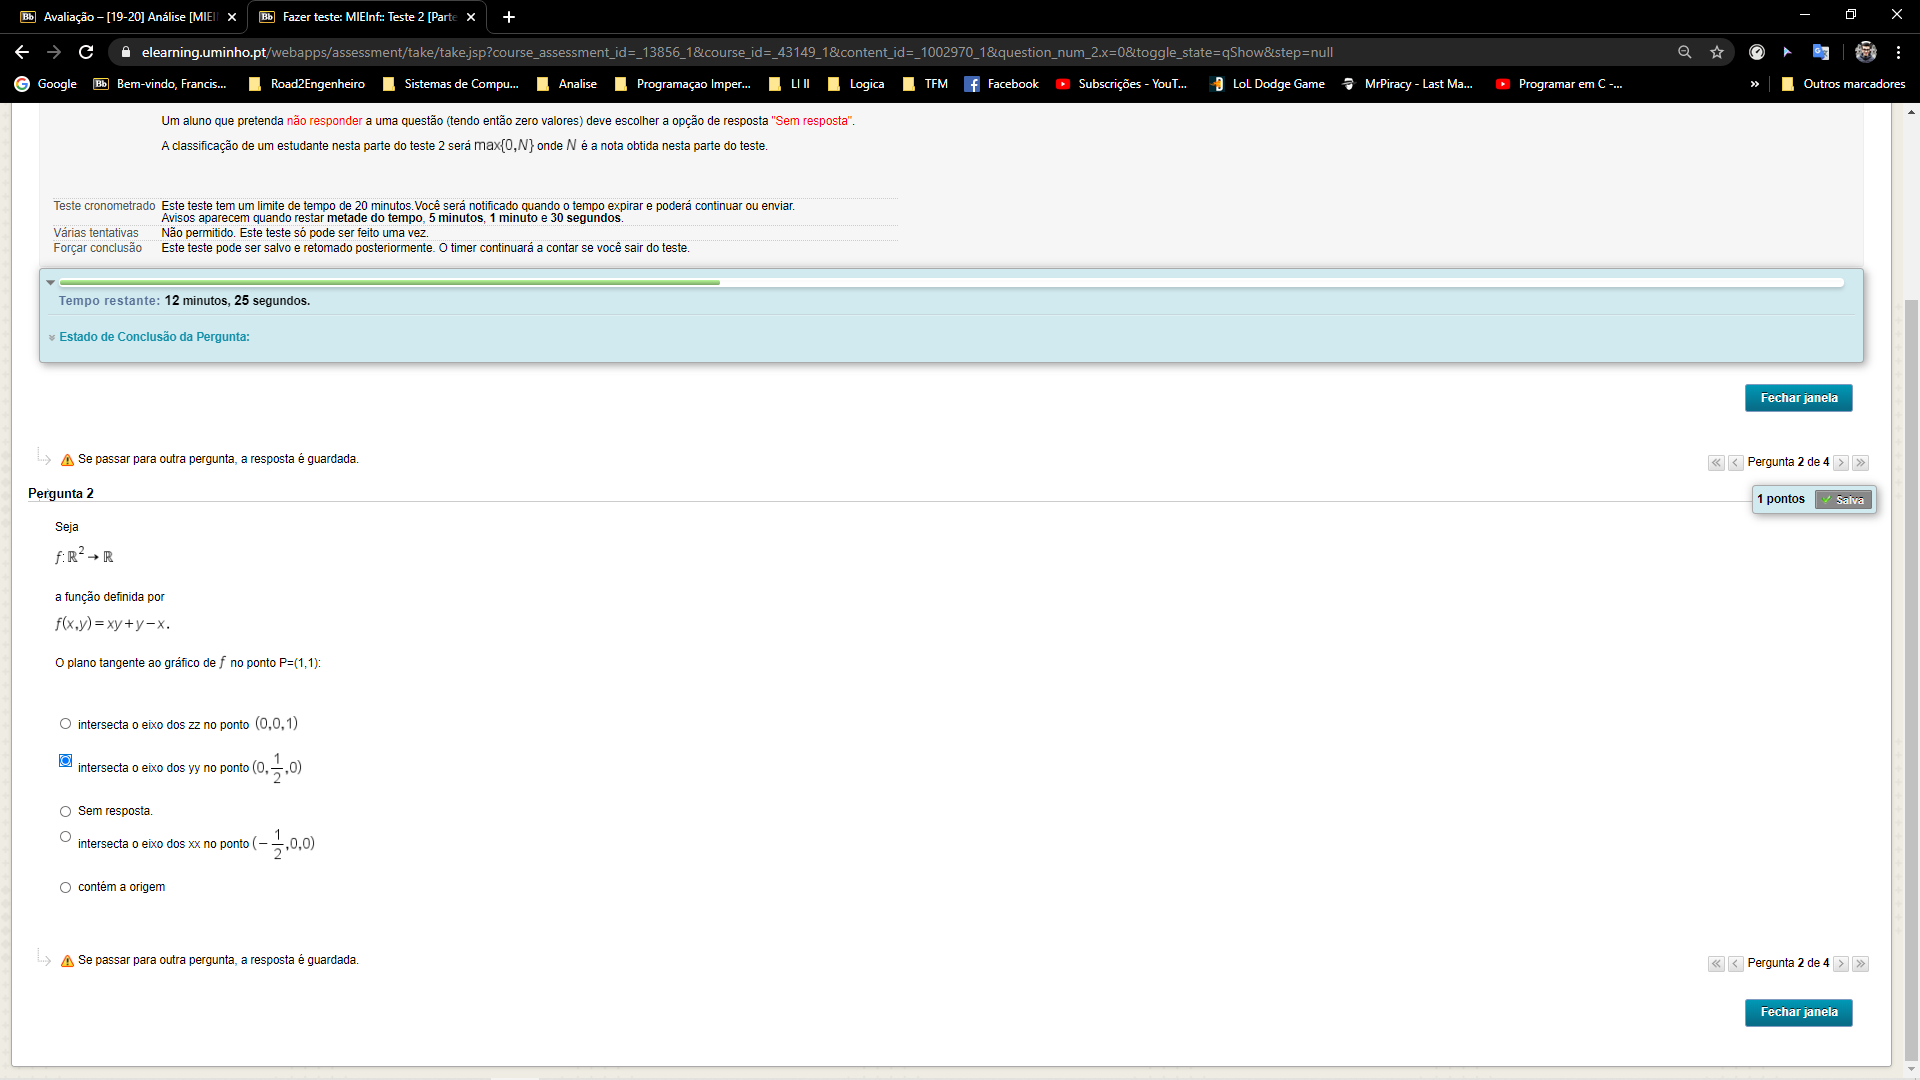 Avaliação – [19-20] Análise [MIEI
Fazer teste: MIEInf:: Teste 2 [Parte
elearning.uminho.pt/webapps/assessment/take/take.jsp?course_assessment_id=_13856_1&course_id=_43149_1&content_id=_1002970_1&question_num_2.x=0&toggle_state=qShow&step=null
Google
Bem-vindo, Francis...
Road2Engenheiro
Sistemas de Compu...
Analise
Programaçao Imper...
LI II
Logica
TFM
Facebook
Subscrições - YouT...
LoL Dodge Game
MrPiracy - Last Ma...
Programar em C -...
»
Outros marcadores
Um aluno que pretenda não responder a uma questão (tendo então zero valores) deve escolher a opção de resposta "Sem resposta".
A classificação de um estudante nesta parte do teste 2 será max{0,N} onde N é a nota obtida nesta parte do teste.
Teste cronometrado Este teste tem um limite de tempo de 20 minutos.Você será notificado quando o tempo expirar e poderá continuar ou enviar.
Avisos aparecem quando restar metade do tempo, 5 minutos, 1 minuto e 30 segundos.
Várias tentativas Não permitido. Este teste só pode ser feito uma vez.
Forçar conclusão Este teste pode ser salvo e retomado posteriormente. O timer continuará a contar se você sair do teste.
Tempo restante: 12 minutos, 25 segundos.
Estado de Conclusão da Pergunta:
Fechar janela
Se passar para outra pergunta, a resposta é guardada.
Pergunta 2 de 4
Pergunta 2
1 pontos
Salva
Seja
f: ℝ² → ℝ
a função definida por
f(x,y) = xy + y − x.
O plano tangente ao gráfico de f no ponto P=(1,1):
intersecta o eixo dos zz no ponto (0,0,1)
intersecta o eixo dos yy no ponto (0, 1/2, 0)
Sem resposta.
intersecta o eixo dos xx no ponto (− 1/2, 0,0)
contém a origem
Se passar para outra pergunta, a resposta é guardada.
Pergunta 2 de 4
Fechar janela